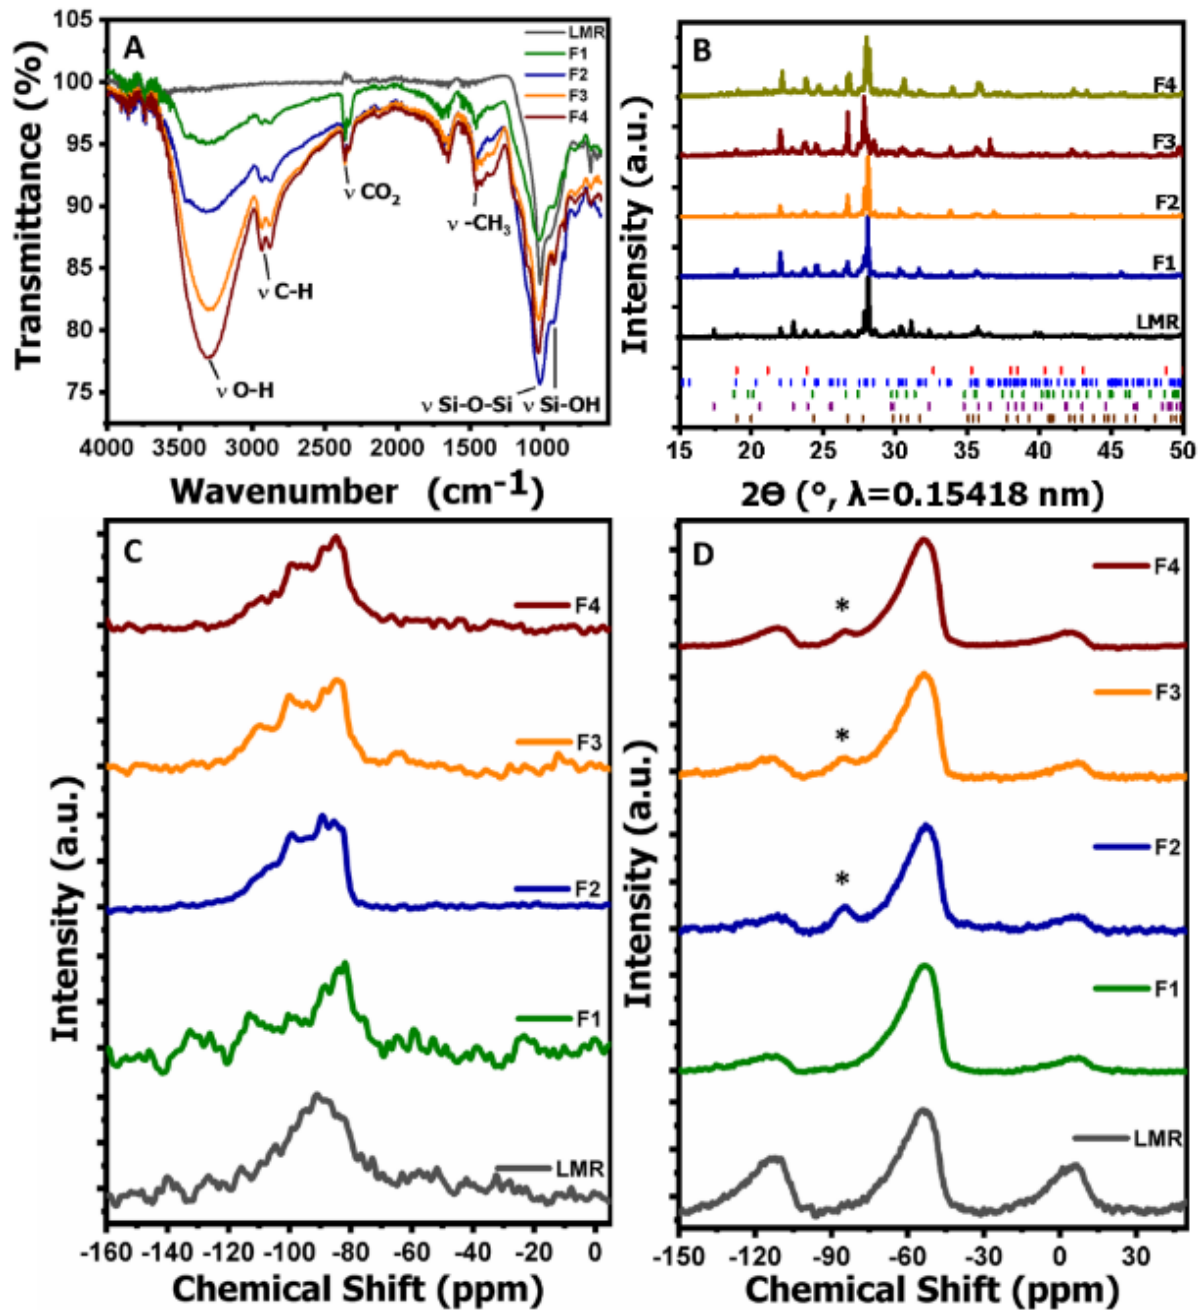 A
Transmittance (%)
105
100
95
90
85
80
75
LMR
F1
F2
F3
F4
ν CO2
ν -CH3
ν C-H
ν O-H
ν Si-O-Si
ν Si-OH
4000 3500 3000 2500 2000 1500 1000
Wavenumber (cm-1)
B
Intensity (a.u.)
F4
F3
F2
F1
LMR
15 20 25 30 35 40 45 50
2Θ (°, λ=0.15418 nm)
C
Intensity (a.u.)
F4
F3
F2
F1
LMR
-160 -140 -120 -100 -80 -60 -40 -20 0
Chemical Shift (ppm)
D
Intensity (a.u.)
F4
*
F3
*
F2
*
F1
LMR
-150 -120 -90 -60 -30 0 30
Chemical Shift (ppm)